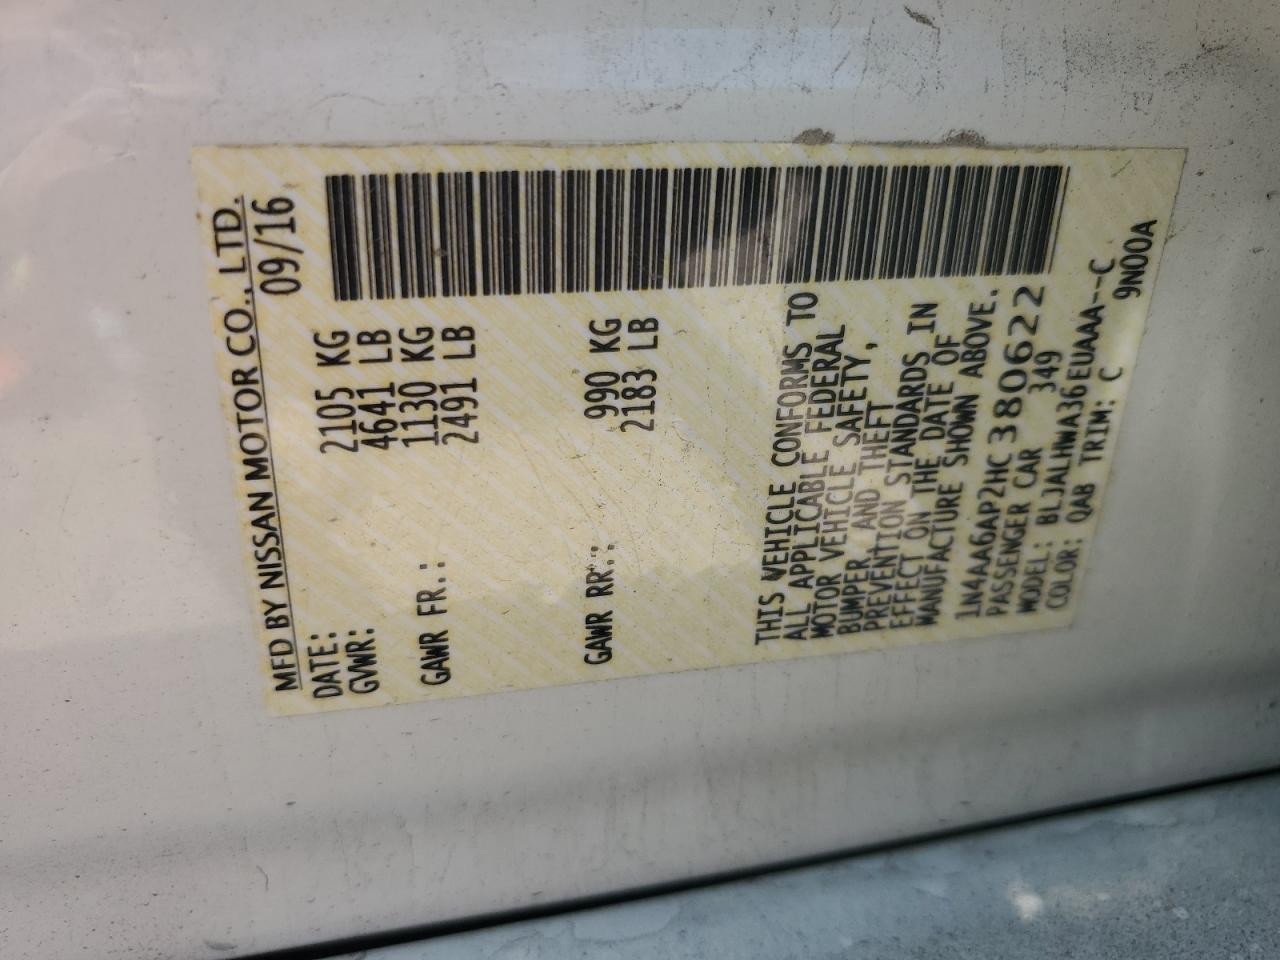 MFD BY NISSAN MOTOR CO., LTD.
DATE: 09/16
GVWR: 2105 KG
4641 LB
GAWR FR.: 1130 KG
2491 LB
GAWR RR.: 990 KG
2183 LB
THIS VEHICLE CONFORMS TO
ALL APPLICABLE FEDERAL
MOTOR VEHICLE SAFETY,
BUMPER AND THEFT
PREVENTION STANDARDS IN
EFFECT ON THE DATE OF
MANUFACTURE SHOWN ABOVE.
1N4AA6AP2HC380622
PASSENGER CAR 349
MODEL: BLJALHWA36EUAAA--C
COLOR: QAB TRIM: C 9N00A